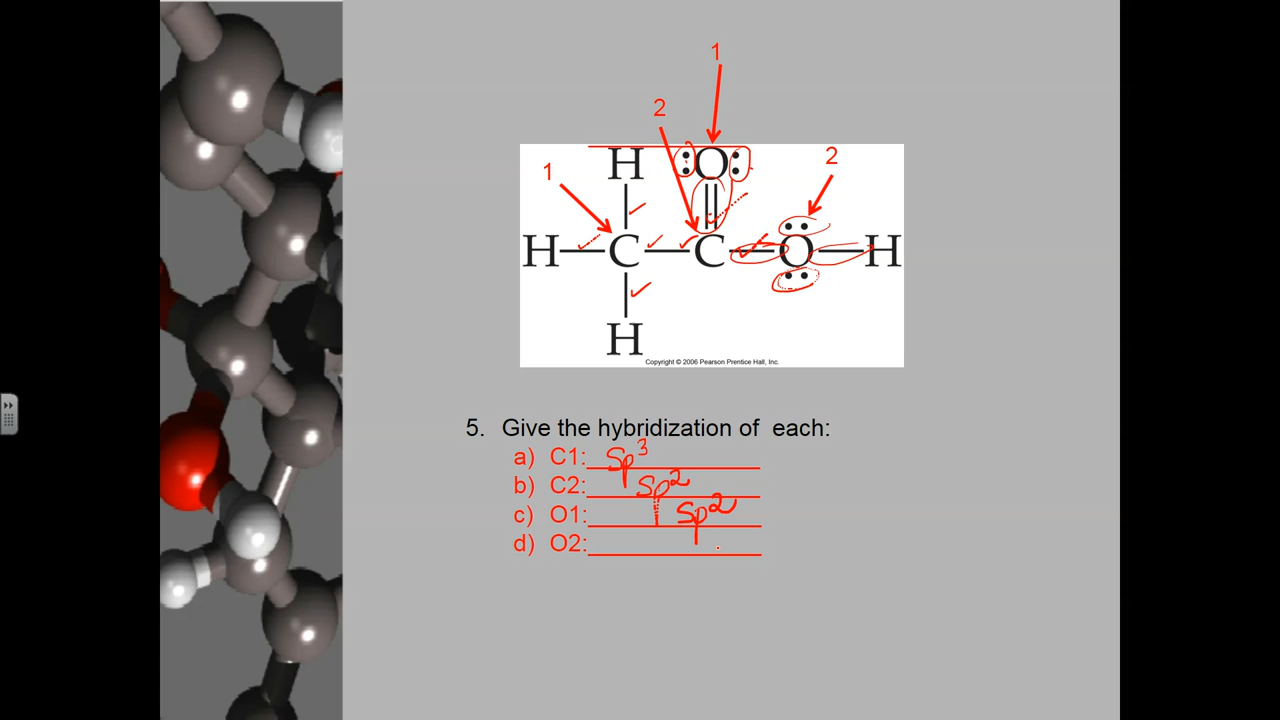 1
2
1
2
H :O: 
H—C—C—O—H
H
Copyright © 2006 Pearson Prentice Hall, Inc.
5. Give the hybridization of each:
a) C1: Sp³
b) C2: Sp²
c) O1: Sp²
d) O2: